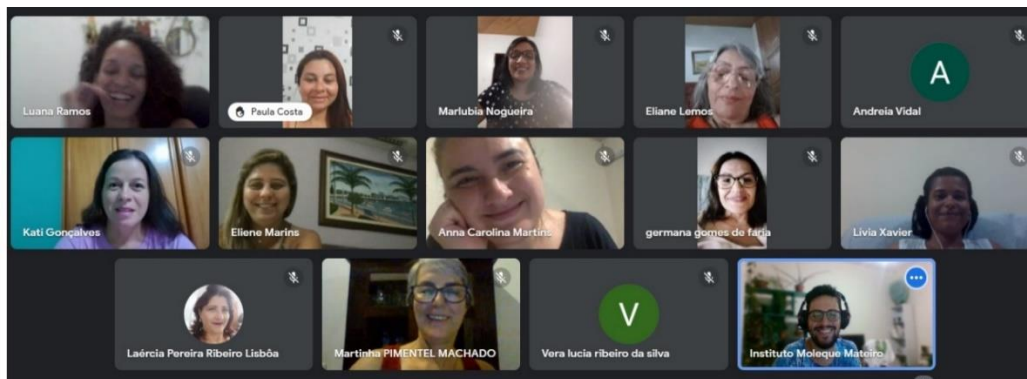 Luana Ramos
Paula Costa
Marlubia Nogueira
Eliane Lemos
A
Andreia Vidal
Kati Gonçalves
Eliene Marins
Anna Carolina Martins
germana gomes de faria
Lívia Xavier
Laércia Pereira Ribeiro Lisbôa
Martinha PIMENTEL MACHADO
V
Vera lucia ribeiro da silva
Instituto Moleque Mateiro